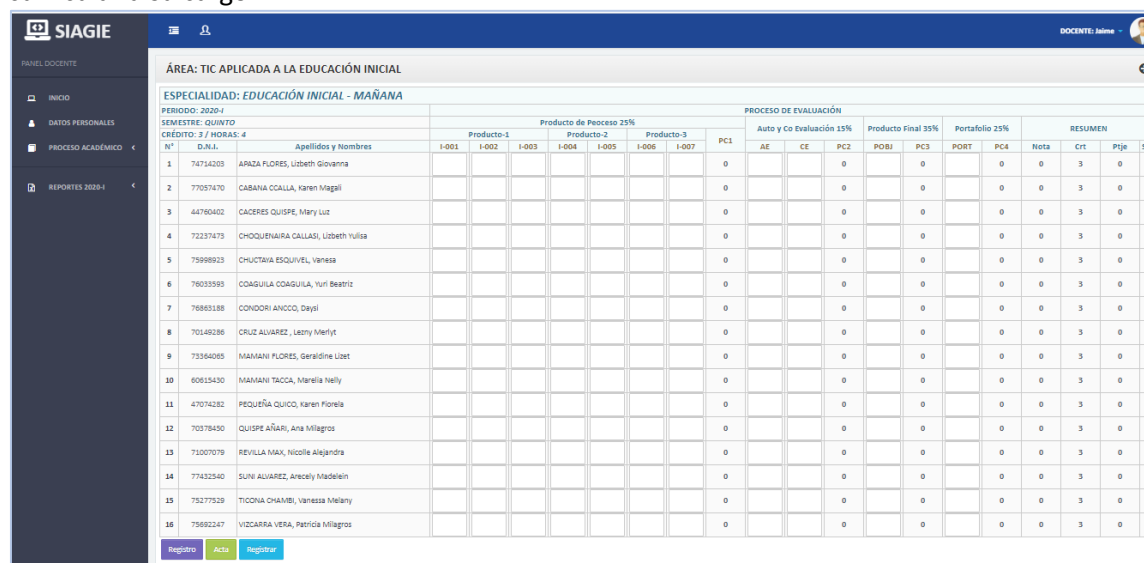 SIAGIE
DOCENTE: Jaime
PANEL DOCENTE
INICIO
DATOS PERSONALES
PROCESO ACADÉMICO
REPORTES 2020-I
ÁREA: TIC APLICADA A LA EDUCACIÓN INICIAL
ESPECIALIDAD: EDUCACIÓN INICIAL - MAÑANA
PERIODO: 2020-I PROCESO DE EVALUACIÓN
SEMESTRE: QUINTO Producto de Peoceso 25% Auto y Co Evaluación 15% Producto Final 35% Portafolio 25% RESUMEN
CRÉDITO: 3 / HORAS: 4 Producto-1 Producto-2 Producto-3 PC1
N° D.N.I. Apellidos y Nombres I-001 I-002 I-003 I-004 I-005 I-006 I-007 AE CE PC2 POBJ PC3 PORT PC4 Nota Crt Ptje
1 74714203 APAZA FLORES, Lizbeth Giovanna 0 0 0 0 0 3 0
2 77057470 CABANA CCALLA, Karen Magali 0 0 0 0 0 3 0
3 44760402 CACERES QUISPE, Mary Luz 0 0 0 0 0 3 0
4 72237473 CHOQUENAIRA CALLASI, Lizbeth Yulisa 0 0 0 0 0 3 0
5 75998923 CHUCTAYA ESQUIVEL, Vanesa 0 0 0 0 0 3 0
6 76033593 COAGUILA COAGUILA, Yuri Beatriz 0 0 0 0 0 3 0
7 76863188 CONDORI ANCCO, Daysi 0 0 0 0 0 3 0
8 70149286 CRUZ ALVAREZ , Lezny Merlyt 0 0 0 0 0 3 0
9 73364065 MAMANI FLORES, Geraldine Lizet 0 0 0 0 0 3 0
10 60615430 MAMANI TACCA, Marelia Nelly 0 0 0 0 0 3 0
11 47074282 PEQUEÑA QUICO, Karen Fiorela 0 0 0 0 0 3 0
12 70378450 QUISPE AÑARI, Ana Milagros 0 0 0 0 0 3 0
13 71007079 REVILLA MAX, Nicolle Alejandra 0 0 0 0 0 3 0
14 77432540 SUNI ALVAREZ, Arecely Madelein 0 0 0 0 0 3 0
15 75277529 TICONA CHAMBI, Vanessa Melany 0 0 0 0 0 3 0
16 75692247 VIZCARRA VERA, Patricia Milagros 0 0 0 0 0 3 0
Registro Acta Registrar